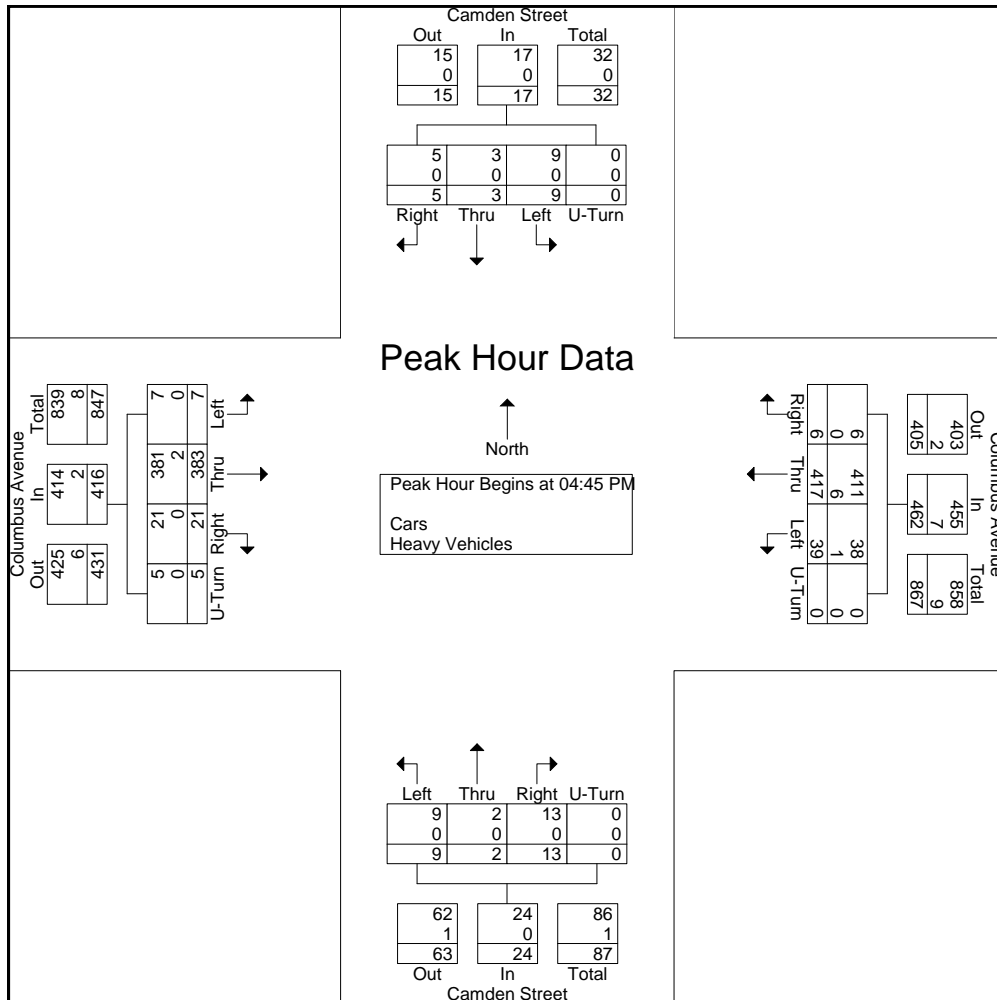 Camden Street
Out In Total
15 17 32
0 0 0
15 17 32
5 3 9 0
0 0 0 0
5 3 9 0
Right Thru Left U-Turn
Peak Hour Data
North
Peak Hour Begins at 04:45 PM
Cars
Heavy Vehicles
Columbus Avenue
Total In Out
839 414 425
8 2 6
847 416 431
7 381 21 5
0 2 0 0
7 383 21 5
Left Thru Right U-Turn
Columbus Avenue
Out In Total
403 455 858
2 7 9
405 462 867
6 411 38 0
0 6 1 0
6 417 39 0
Right Thru Left U-Turn
Left Thru Right U-Turn
9 2 13 0
0 0 0 0
9 2 13 0
62 24 86
1 0 1
63 24 87
Out In Total
Camden Street